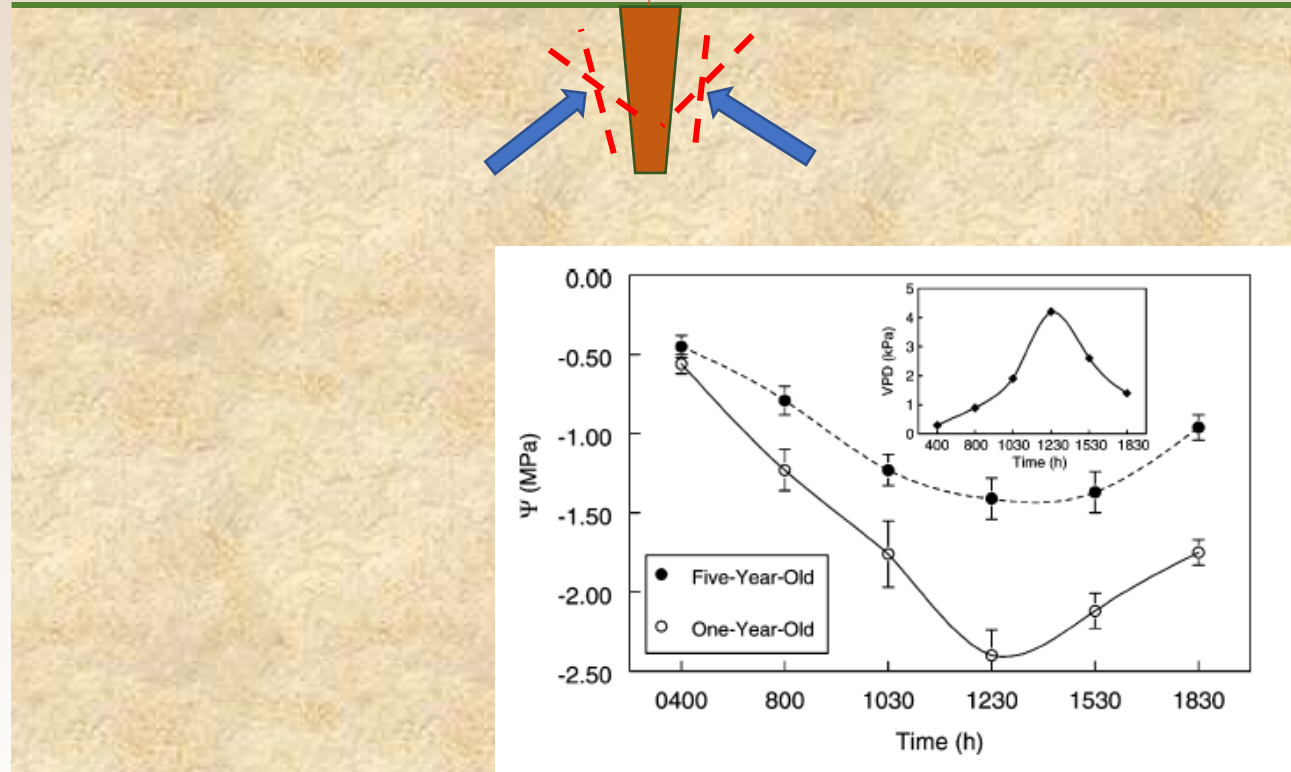 0.00
-0.50
-1.00
-1.50
-2.00
-2.50
Ψ (MPa)
0400 800 1030 1230 1530 1830
Time (h)
Five-Year-Old
One-Year-Old
5
4
3
2
1
0
VPD (kPa)
400 800 1030 1230 1530 1830
Time (h)